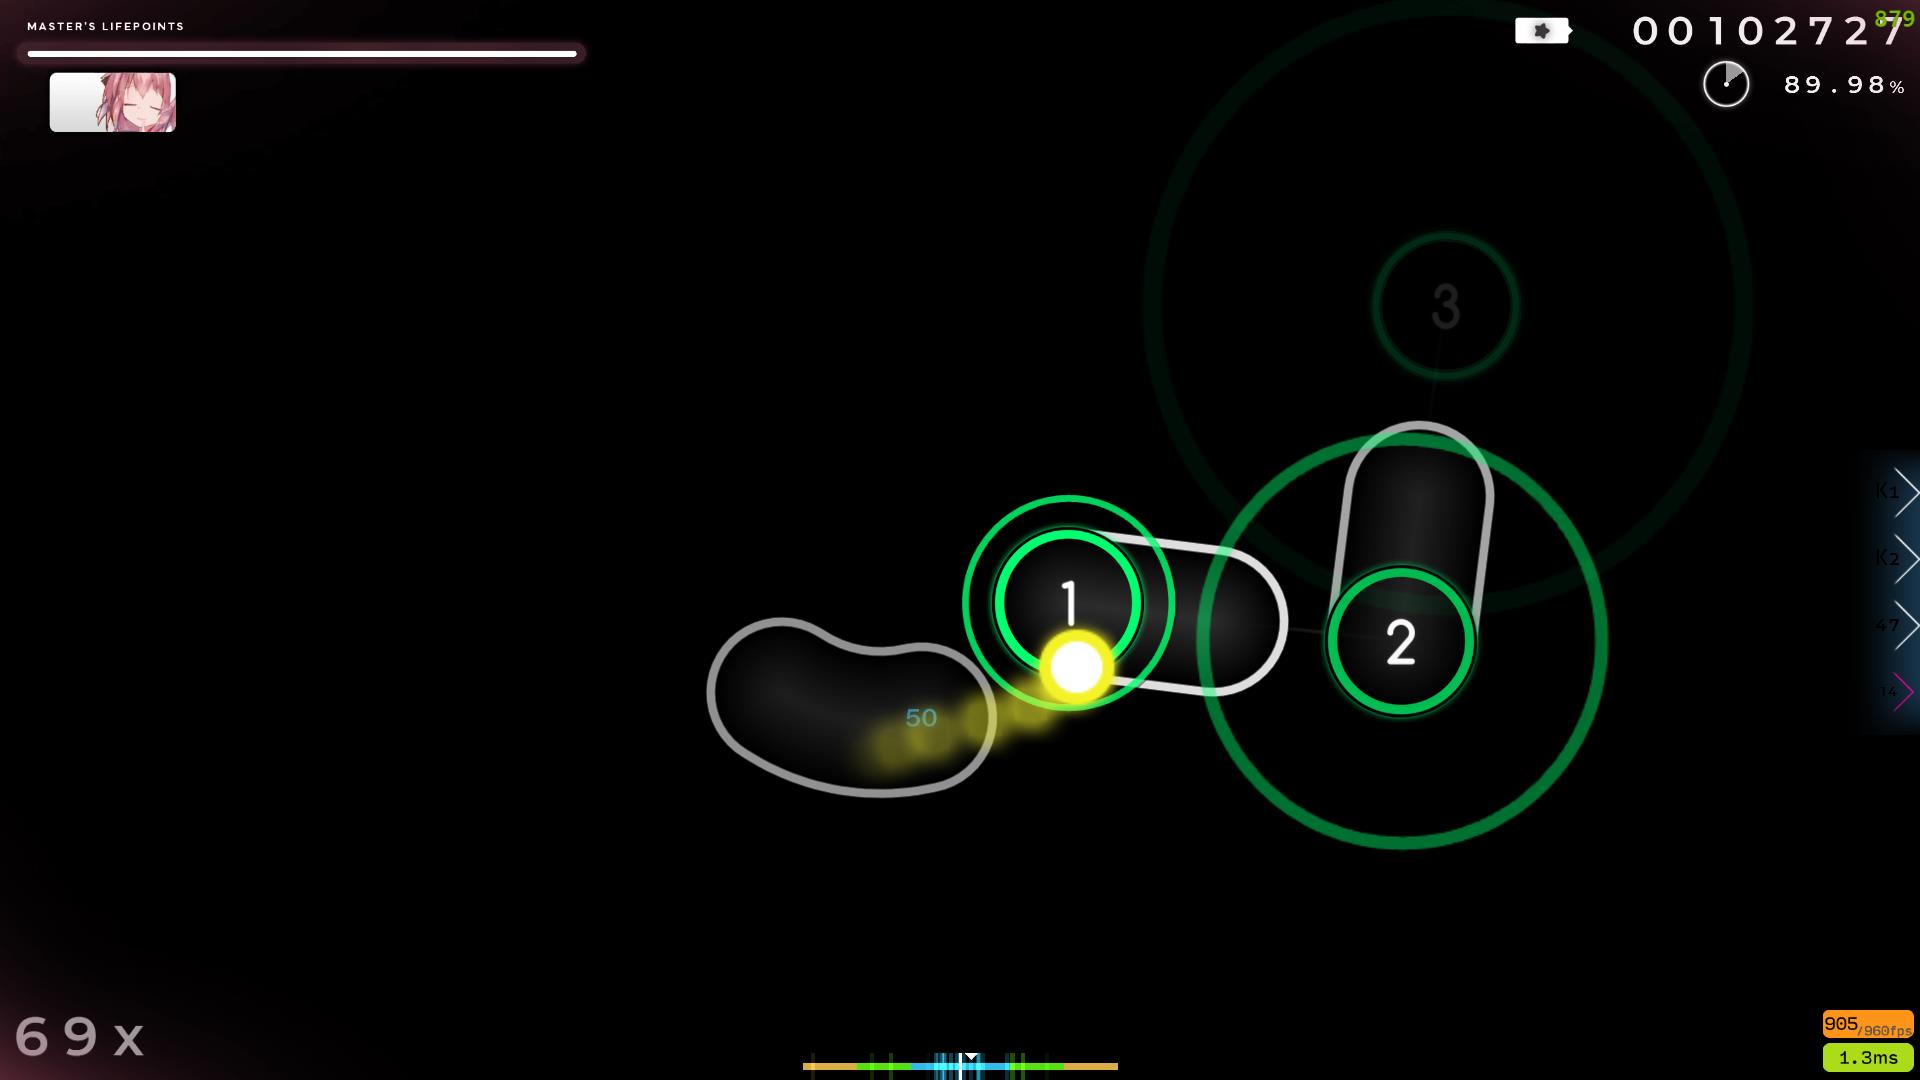 MASTER'S LIFEPOINTS
00102727
879
89.98%
3
K1
1
K2
47
2
14
50
69x
905/960fps
1.3ms